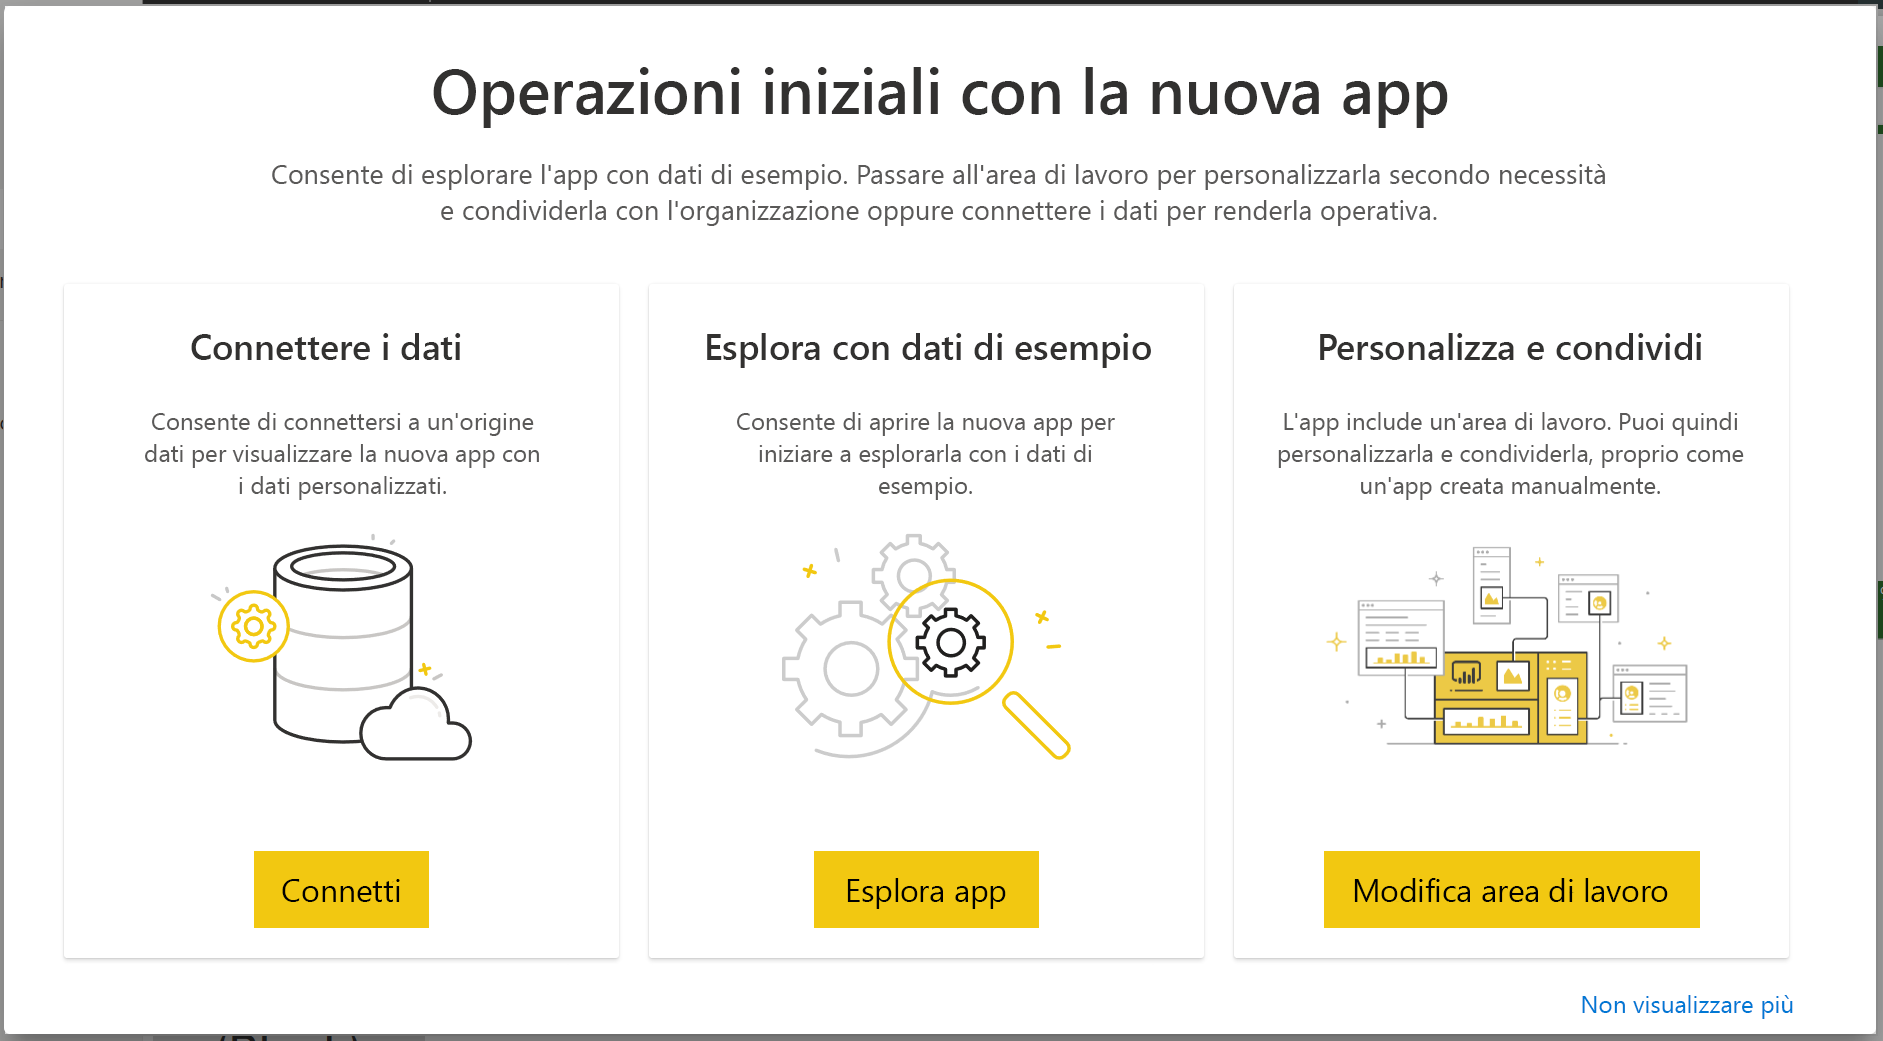 Operazioni iniziali con la nuova app
Consente di esplorare l'app con dati di esempio. Passare all'area di lavoro per personalizzarla secondo necessità
e condividerla con l'organizzazione oppure connettere i dati per renderla operativa.
Connettere i dati
Consente di connettersi a un'origine
dati per visualizzare la nuova app con
i dati personalizzati.
Connetti
Esplora con dati di esempio
Consente di aprire la nuova app per
iniziare a esplorarla con i dati di
esempio.
Esplora app
Personalizza e condividi
L'app include un'area di lavoro. Puoi quindi
personalizzarla e condividerla, proprio come
un'app creata manualmente.
Modifica area di lavoro
Non visualizzare più